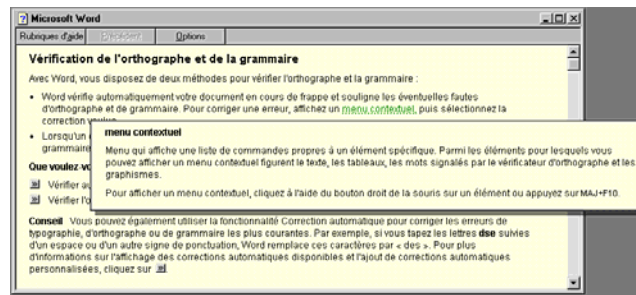 Microsoft Word
Rubriques d'aide Précédent Options
Vérification de l'orthographe et de la grammaire
Avec Word, vous disposez de deux méthodes pour vérifier l'orthographe et la grammaire :
• Word vérifie automatiquement votre document en cours de frappe et souligne les éventuelles fautes
d'orthographe et de grammaire. Pour corriger une erreur, affichez un menu contextuel, puis sélectionnez la
correction
• Lorsqu'un
grammaire
menu contextuel
Menu qui affiche une liste de commandes propres à un élément spécifique. Parmi les éléments pour lesquels vous
pouvez afficher un menu contextuel figurent le texte, les tableaux, les mots signalés par le vérificateur d'orthographe et les
graphismes.
Pour afficher un menu contextuel, cliquez à l'aide du bouton droit de la souris sur un élément ou appuyez sur MAJ+F10.
Que voulez-vo
Vérifier au
Vérifier l'o
Conseil Vous pouvez également utiliser la fonctionnalité Correction automatique pour corriger les erreurs de
typographie, d'orthographe ou de grammaire les plus courantes. Par exemple, si vous tapez les lettres dse suivies
d'un espace ou d'un autre signe de ponctuation, Word remplace ces caractères par « des ». Pour plus
d'informations sur l'affichage des corrections automatiques disponibles et l'ajout de corrections automatiques
personnalisées, cliquez sur .